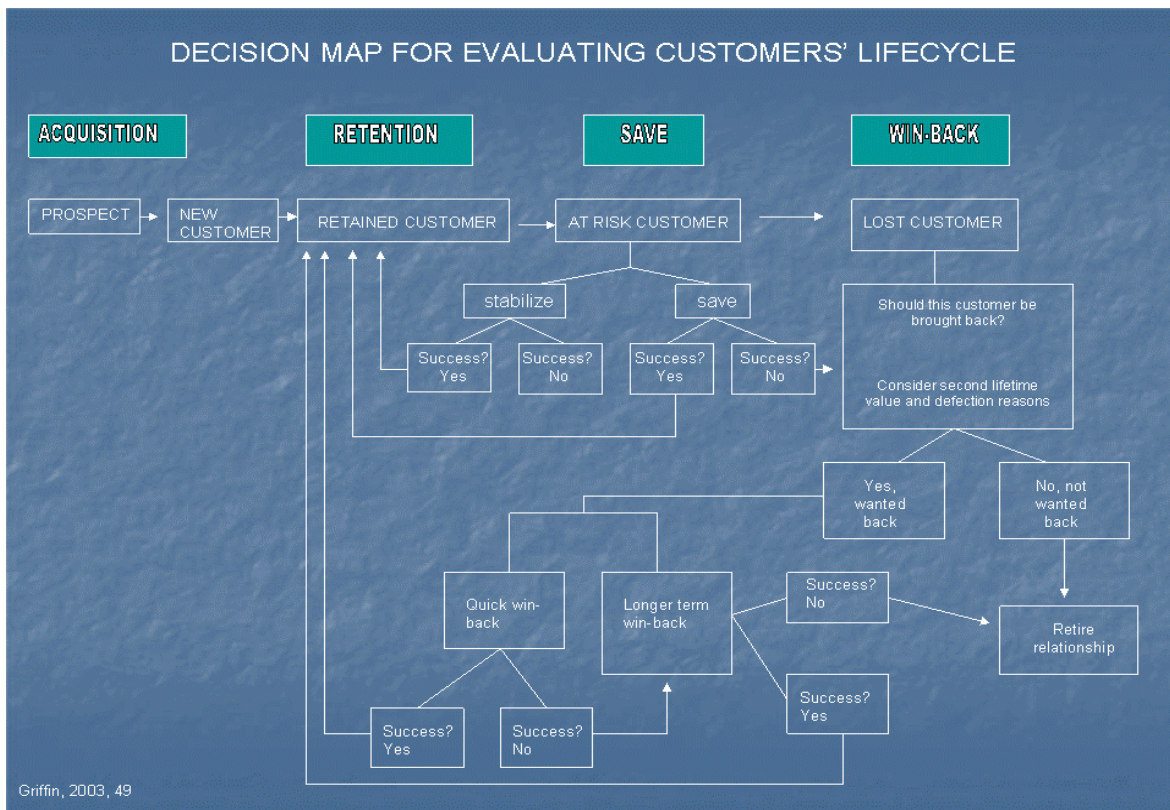 DECISION MAP FOR EVALUATING CUSTOMERS' LIFECYCLE
ACQUISITION
RETENTION
SAVE
WIN-BACK
PROSPECT
NEW
CUSTOMER
RETAINED CUSTOMER
AT RISK CUSTOMER
LOST CUSTOMER
stabilize
save
Should this customer be
brought back?
Consider second lifetime
value and defection reasons
Success?
Yes
Success?
No
Success?
Yes
Success?
No
Yes,
wanted
back
No, not
wanted
back
Quick win-
back
Longer term
win-back
Success?
No
Retire
relationship
Success?
Yes
Success?
Yes
Success?
No
Griffin, 2003, 49